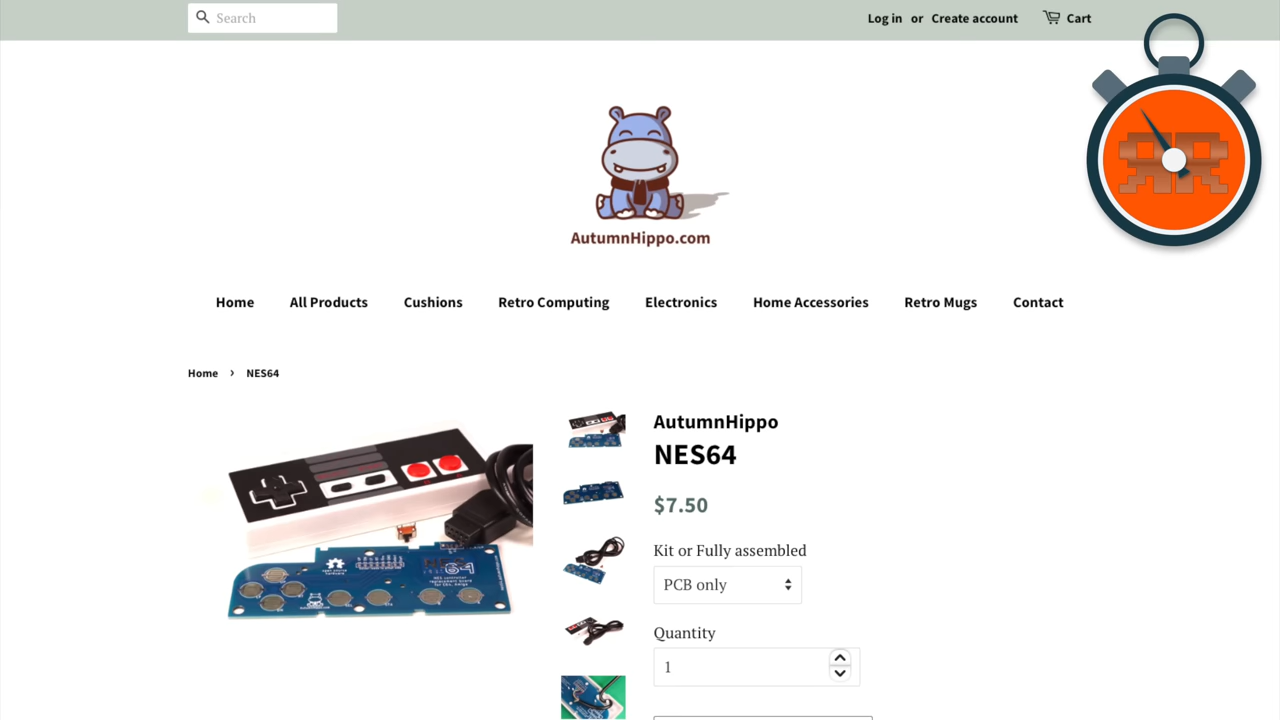 Search
Log in or Create account Cart
AutumnHippo.com
Home All Products Cushions Retro Computing Electronics Home Accessories Retro Mugs Contact
Home › NES64
AutumnHippo
NES64
$7.50
Kit or Fully assembled
PCB only
Quantity
1